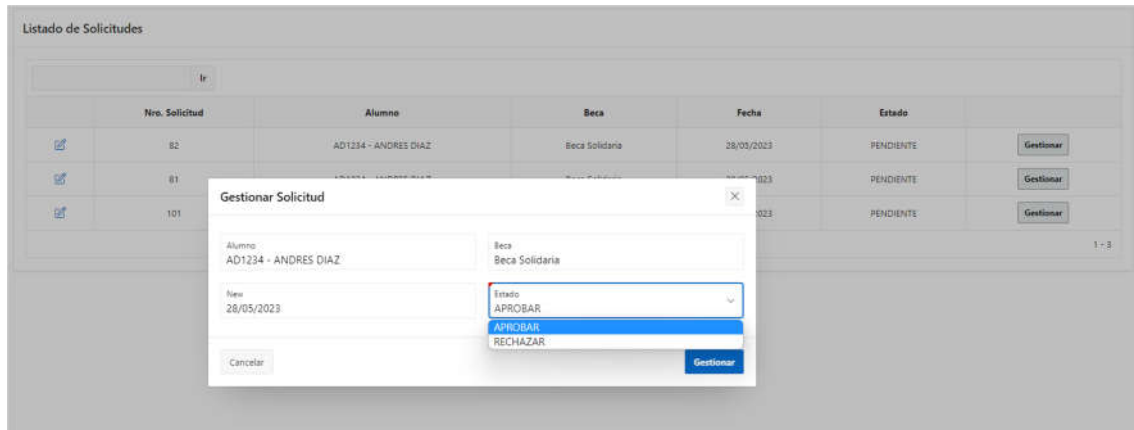 Listado de Solicitudes
Ir
Nro. Solicitud Alumno Beca Fecha Estado
82 AD1234 - ANDRES DIAZ Beca Solidaria 28/05/2023 PENDIENTE Gestionar
81 PENDIENTE Gestionar
101 PENDIENTE Gestionar
1 - 3
Gestionar Solicitud
Alumno Beca
AD1234 - ANDRES DIAZ Beca Solidaria
New Estado
28/05/2023 APROBAR
APROBAR
RECHAZAR
Cancelar Gestionar